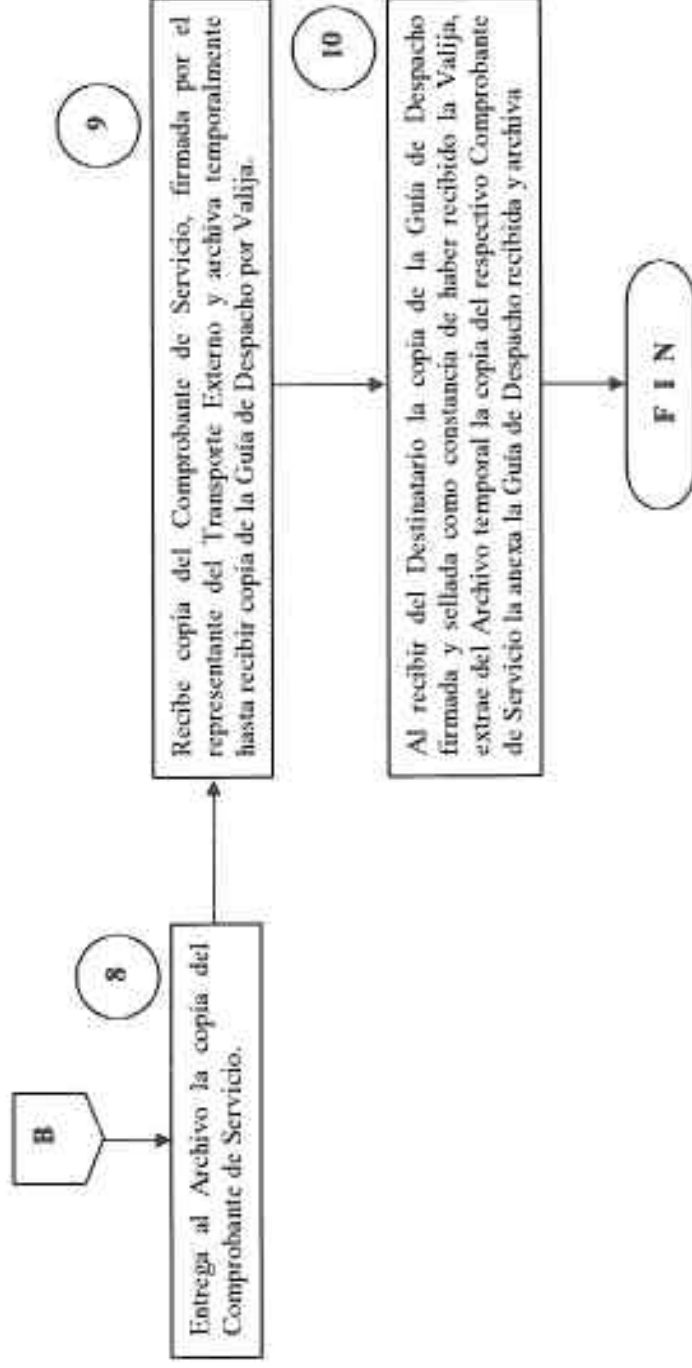 B
8
Entrega al Archivo la copia del
Comprobante de Servicio.
9
Recibe copia del Comprobante de Servicio, firmada por el
representante del Transporte Externo y archiva temporalmente
hasta recibir copia de la Guía de Despacho por Valija.
10
Al recibir del Destinatario la copia de la Guía de Despacho
firmada y sellada como constancia de haber recibido la Valija,
extrae del Archivo temporal la copia del respectivo Comprobante
de Servicio la anexa la Guía de Despacho recibida y archiva
F I N